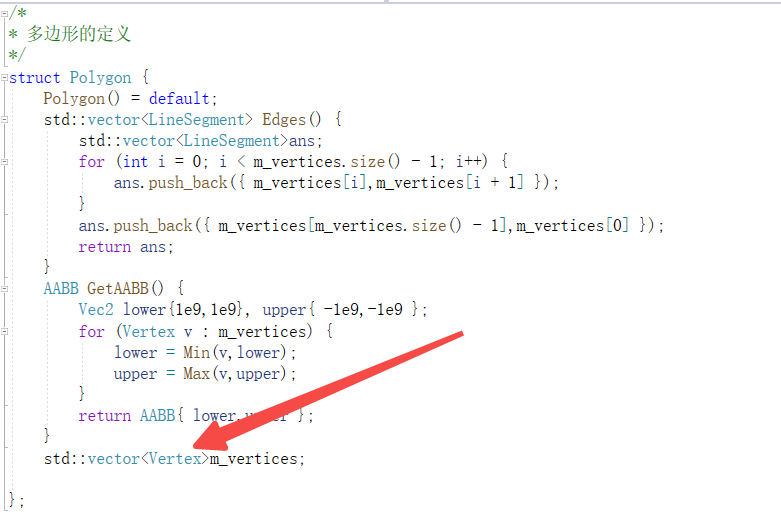 /*
* 多边形的定义
*/
struct Polygon {
    Polygon() = default;
    std::vector<LineSegment> Edges() {
        std::vector<LineSegment>ans;
        for (int i = 0; i < m_vertices.size() - 1; i++) {
            ans.push_back({ m_vertices[i],m_vertices[i + 1] });
        }
        ans.push_back({ m_vertices[m_vertices.size() - 1],m_vertices[0] });
        return ans;
    }
    AABB GetAABB() {
        Vec2 lower{1e9,1e9}, upper{ -1e9,-1e9 };
        for (Vertex v : m_vertices) {
            lower = Min(v,lower);
            upper = Max(v,upper);
        }
        return AABB{ lower,upper };
    }
    std::vector<Vertex>m_vertices;
};